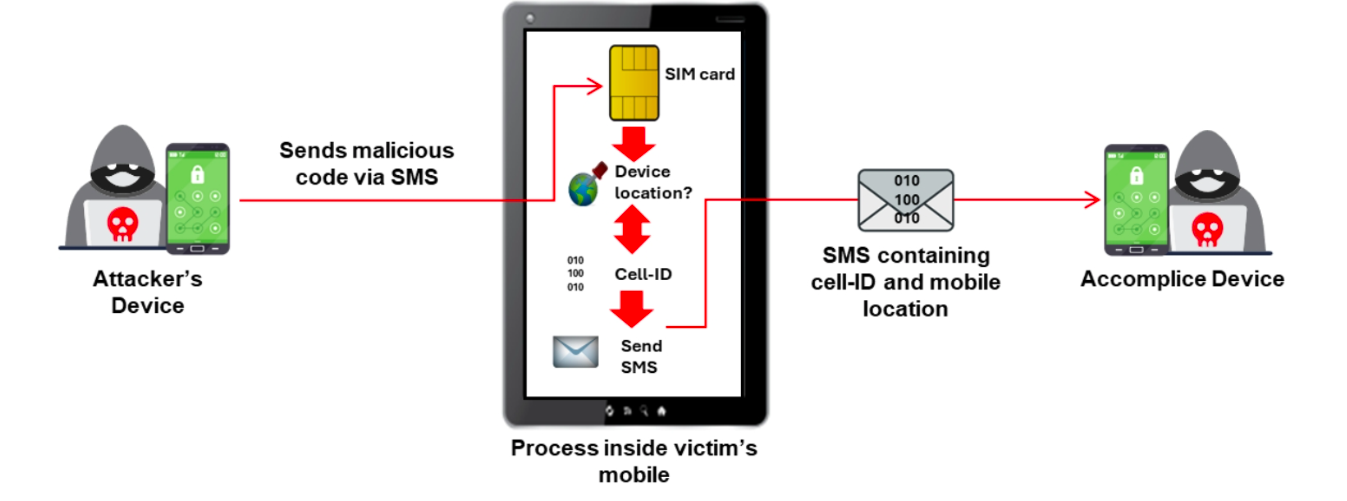 Sends malicious
code via SMS
Attacker's
Device
SIM card
Device
location?
010
100
010
Cell-ID
Send
SMS
Process inside victim's
mobile
010
100
010
SMS containing
cell-ID and mobile
location
Accomplice Device